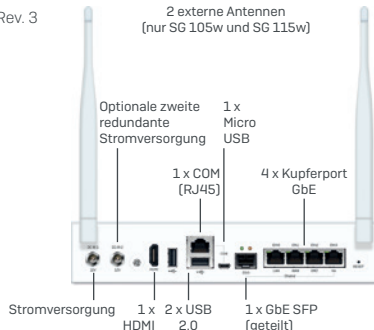 Rev. 3
2 externe Antennen
(nur SG 105w und SG 115w)
Optionale zweite
redundante
Stromversorgung
1 x
Micro
USB
1 x COM
(RJ45)
4 x Kupferport
GbE
Stromversorgung
1 x
HDMI
2 x USB
2.0
1 x GbE SFP
(geteilt)